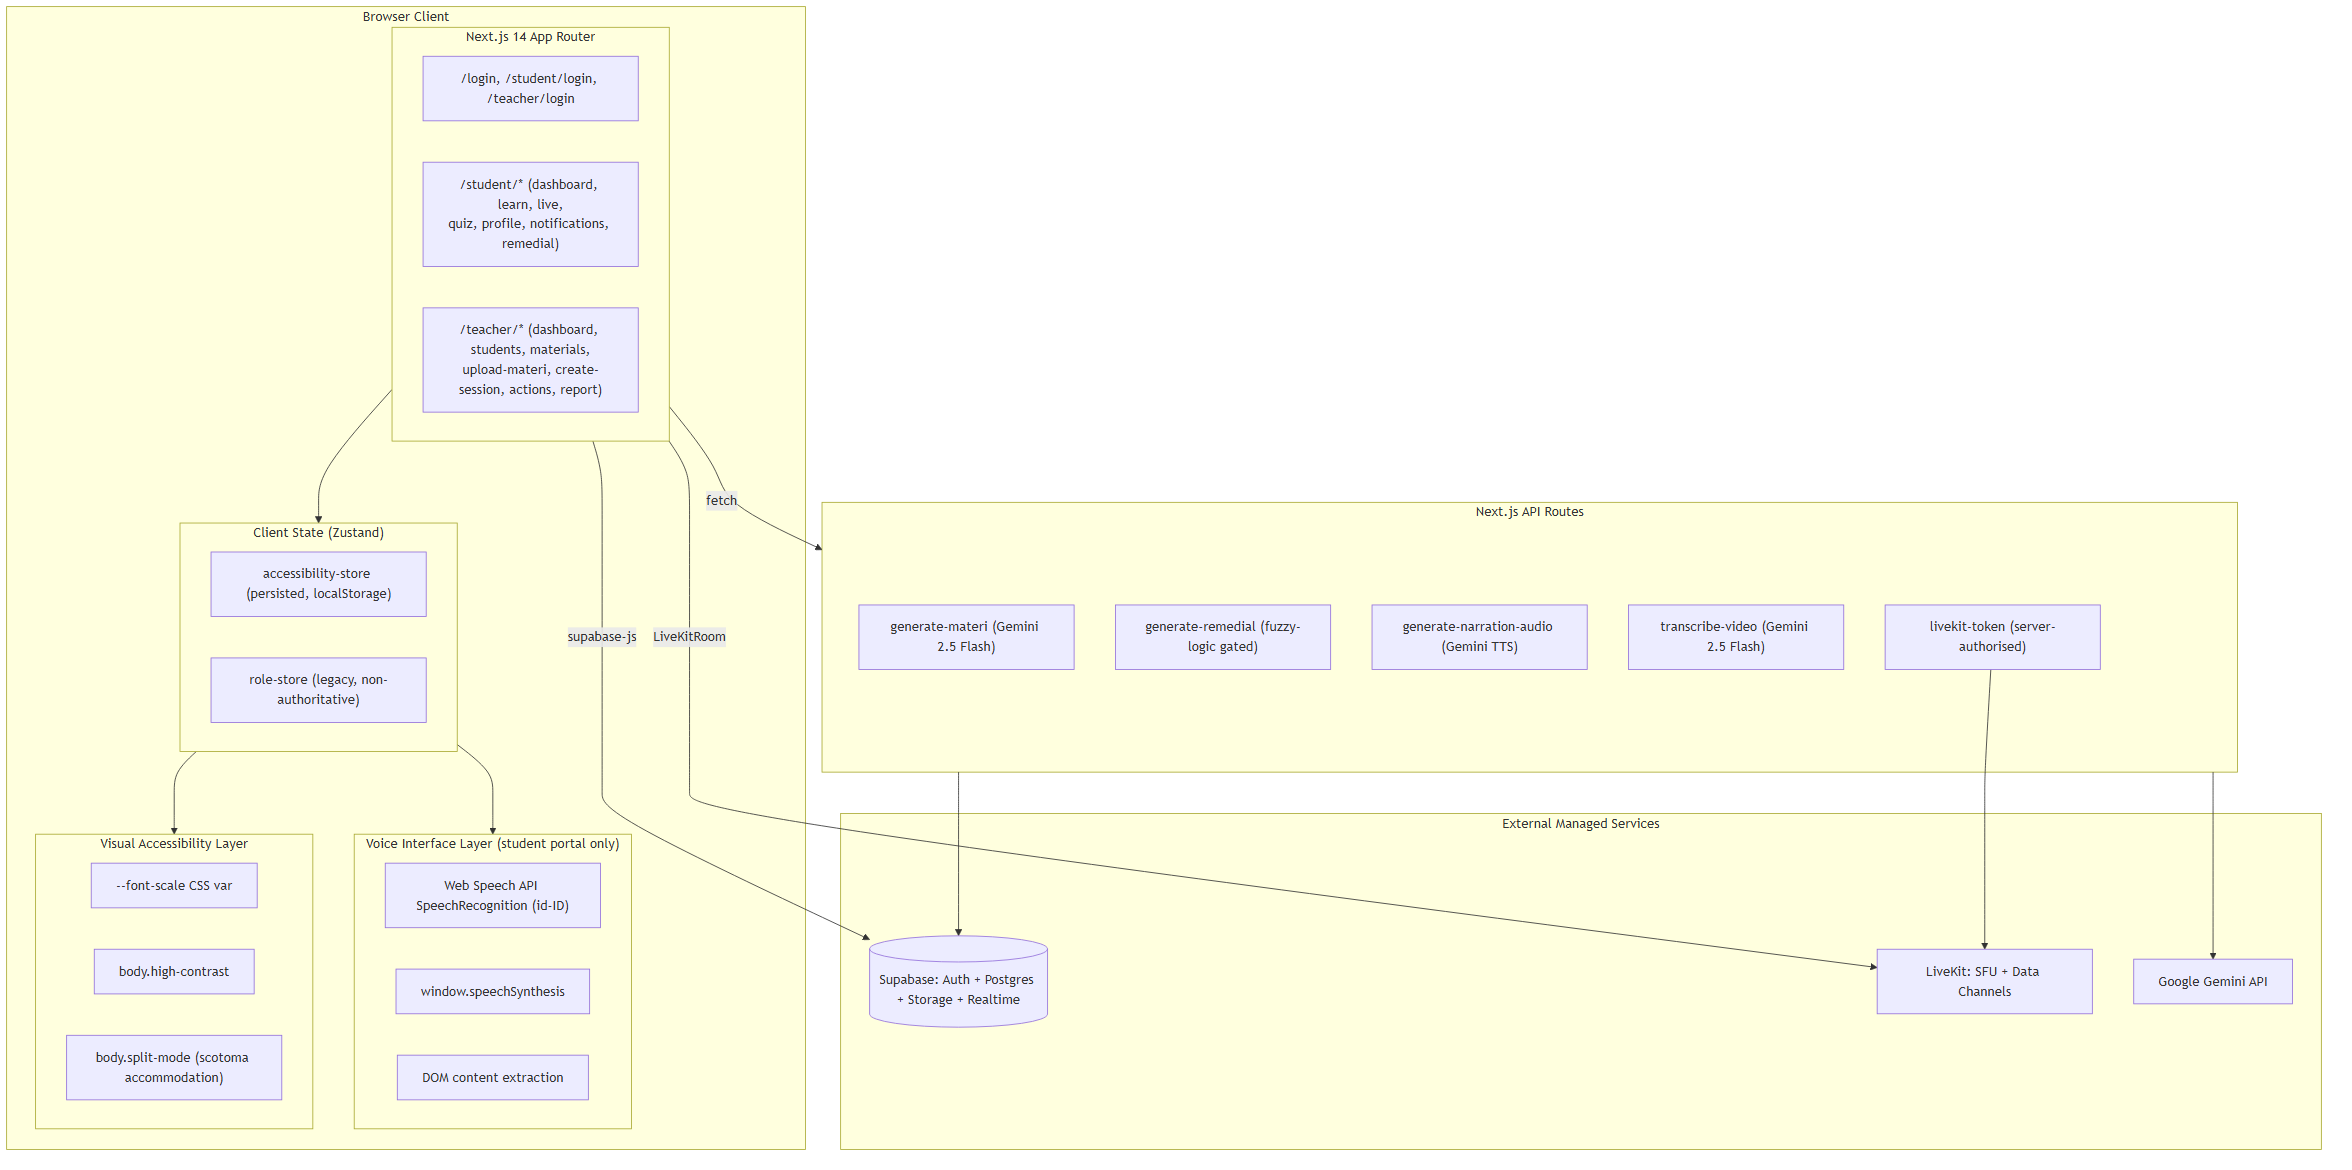 Browser Client
Next.js 14 App Router
/login, /student/login,
/teacher/login
/student/* (dashboard,
learn, live,
quiz, profile, notifications,
remedial)
/teacher/* (dashboard,
students, materials,
upload-materi, create-
session, actions, report)
fetch
supabase-js
LiveKitRoom
Client State (Zustand)
accessibility-store
(persisted, localStorage)
role-store (legacy, non-
authoritative)
Visual Accessibility Layer
--font-scale CSS var
body.high-contrast
body.split-mode (scotoma
accommodation)
Voice Interface Layer (student portal only)
Web Speech API
SpeechRecognition (id-ID)
window.speechSynthesis
DOM content extraction
Next.js API Routes
generate-materi (Gemini
2.5 Flash)
generate-remedial (fuzzy-
logic gated)
generate-narration-audio
(Gemini TTS)
transcribe-video (Gemini
2.5 Flash)
livekit-token (server-
authorised)
External Managed Services
Supabase: Auth + Postgres
+ Storage + Realtime
LiveKit: SFU + Data
Channels
Google Gemini API